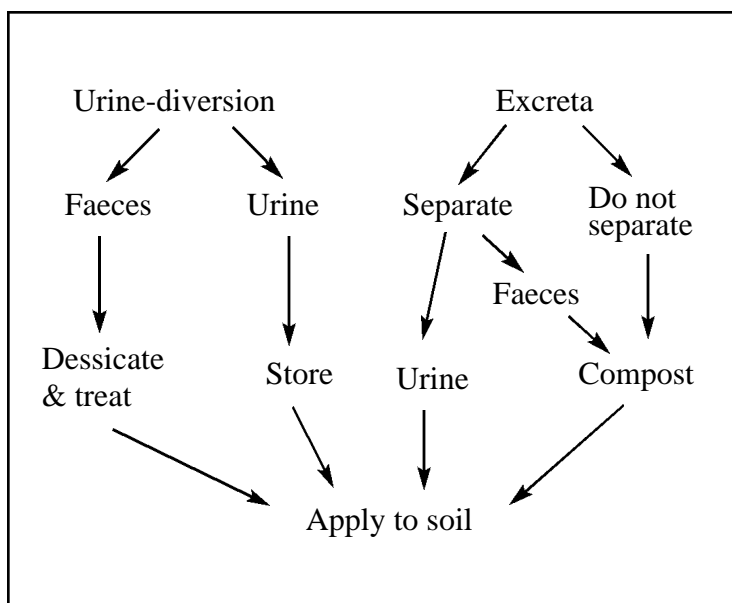 Urine-diversion
Excreta
Faeces
Urine
Separate
Do not
separate
Faeces
Dessicate
& treat
Store
Urine
Compost
Apply to soil